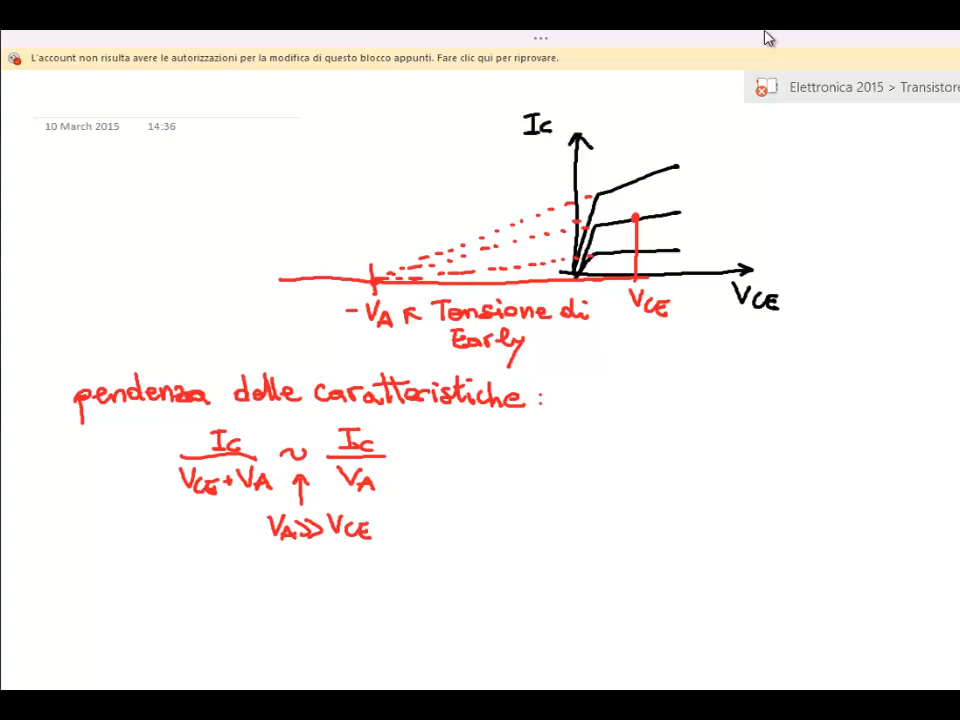 L'account non risulta avere le autorizzazioni per la modifica di questo blocco appunti. Fare clic qui per riprovare.
Elettronica 2015 > Transistore
10 March 2015 14:36
Ic
VCE
VCE
-VA ↖ Tensione di
Early
pendenza delle caratteristiche:
Ic Ic
~
VCE+VA VA
↑
VA≫VCE